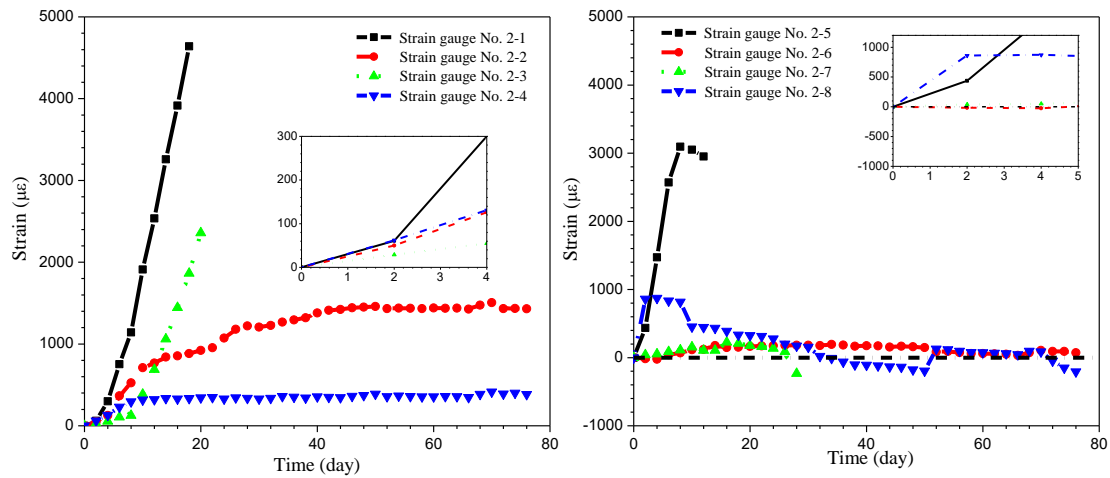 5000
4000
3000
2000
1000
0
Strain (με)
Strain gauge No. 2-1
Strain gauge No. 2-2
Strain gauge No. 2-3
Strain gauge No. 2-4
300
200
100
0
0 1 2 3 4
0 20 40 60 80
Time (day)
5000
4000
3000
2000
1000
0
-1000
Strain (με)
Strain gauge No. 2-5
Strain gauge No. 2-6
Strain gauge No. 2-7
Strain gauge No. 2-8
1000
500
0
-500
-1000
0 1 2 3 4 5
0 20 40 60 80
Time (day)